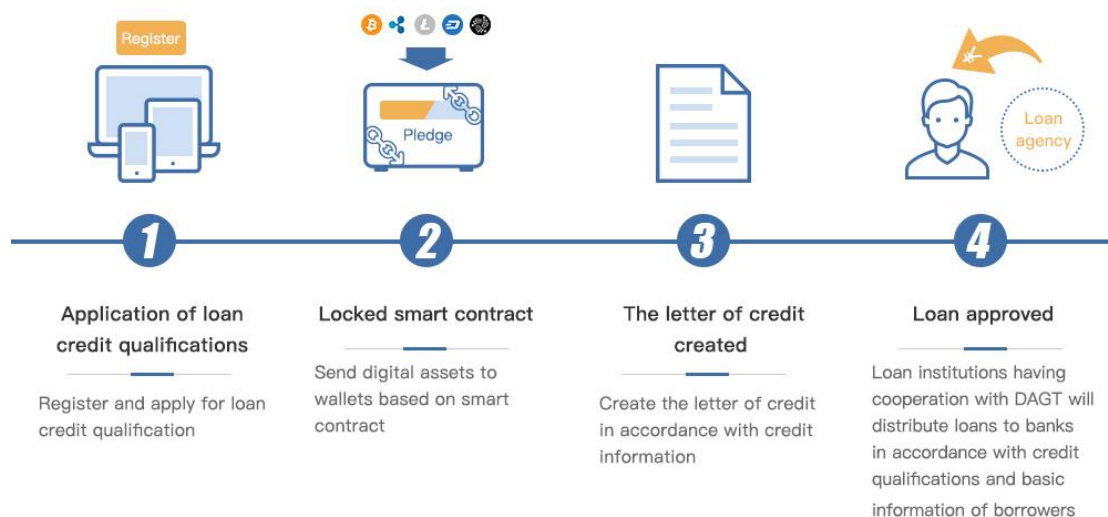 Register
Pledge
Loan
agency
1
2
3
4
Application of loan
credit qualifications
Register and apply for loan
credit qualification
Locked smart contract
Send digital assets to
wallets based on smart
contract
The letter of credit
created
Create the letter of credit
in accordance with credit
information
Loan approved
Loan institutions having
cooperation with DAGT will
distribute loans to banks
in accordance with credit
qualifications and basic
information of borrowers